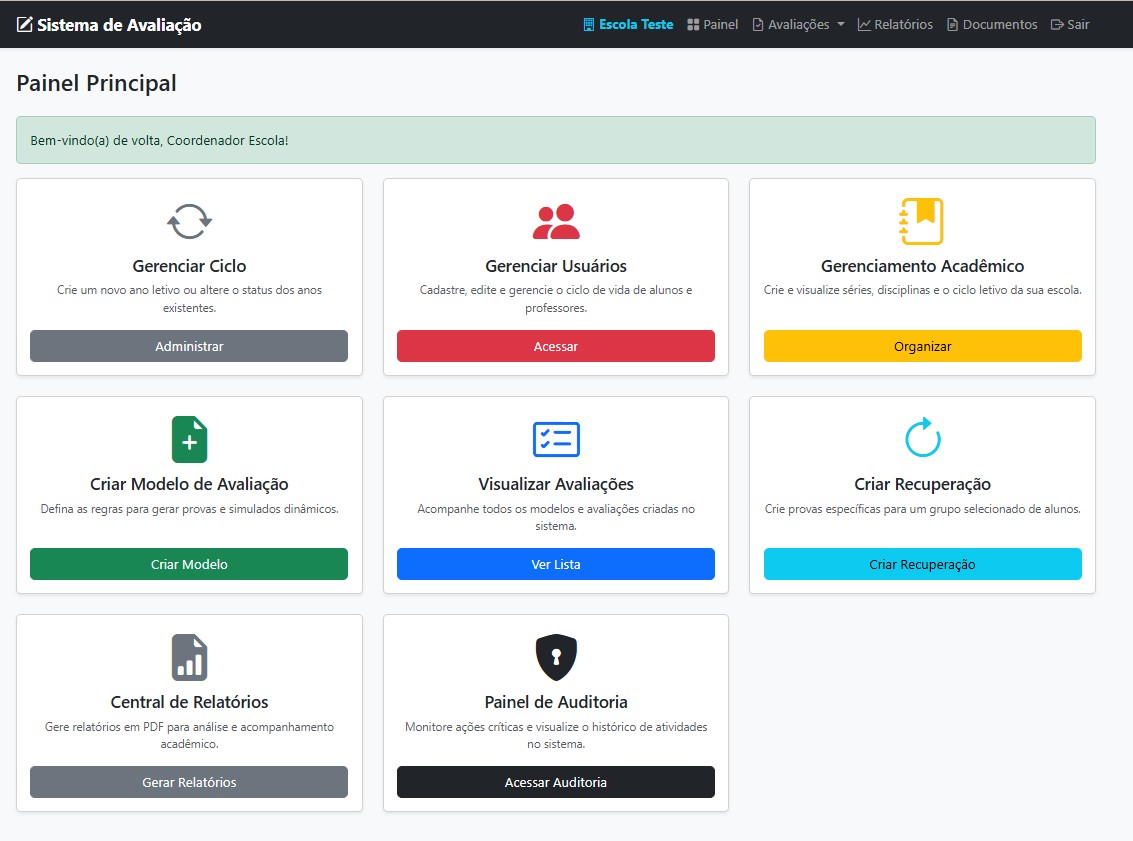 Sistema de Avaliação
Escola Teste Painel Avaliações Relatórios Documentos Sair
Painel Principal
Bem-vindo(a) de volta, Coordenador Escola!
Gerenciar Ciclo
Crie um novo ano letivo ou altere o status dos anos
existentes.
Administrar
Gerenciar Usuários
Cadastre, edite e gerencie o ciclo de vida de alunos e
professores.
Acessar
Gerenciamento Acadêmico
Crie e visualize séries, disciplinas e o ciclo letivo da sua escola.
Organizar
Criar Modelo de Avaliação
Defina as regras para gerar provas e simulados dinâmicos.
Criar Modelo
Visualizar Avaliações
Acompanhe todos os modelos e avaliações criadas no
sistema.
Ver Lista
Criar Recuperação
Crie provas específicas para um grupo selecionado de alunos.
Criar Recuperação
Central de Relatórios
Gere relatórios em PDF para análise e acompanhamento
acadêmico.
Gerar Relatórios
Painel de Auditoria
Monitore ações críticas e visualize o histórico de atividades
no sistema.
Acessar Auditoria